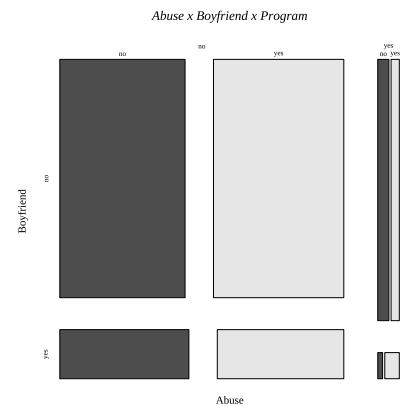 Abuse x Boyfriend x Program
no
yes
no
yes
no
yes
no
yes
Boyfriend
Abuse